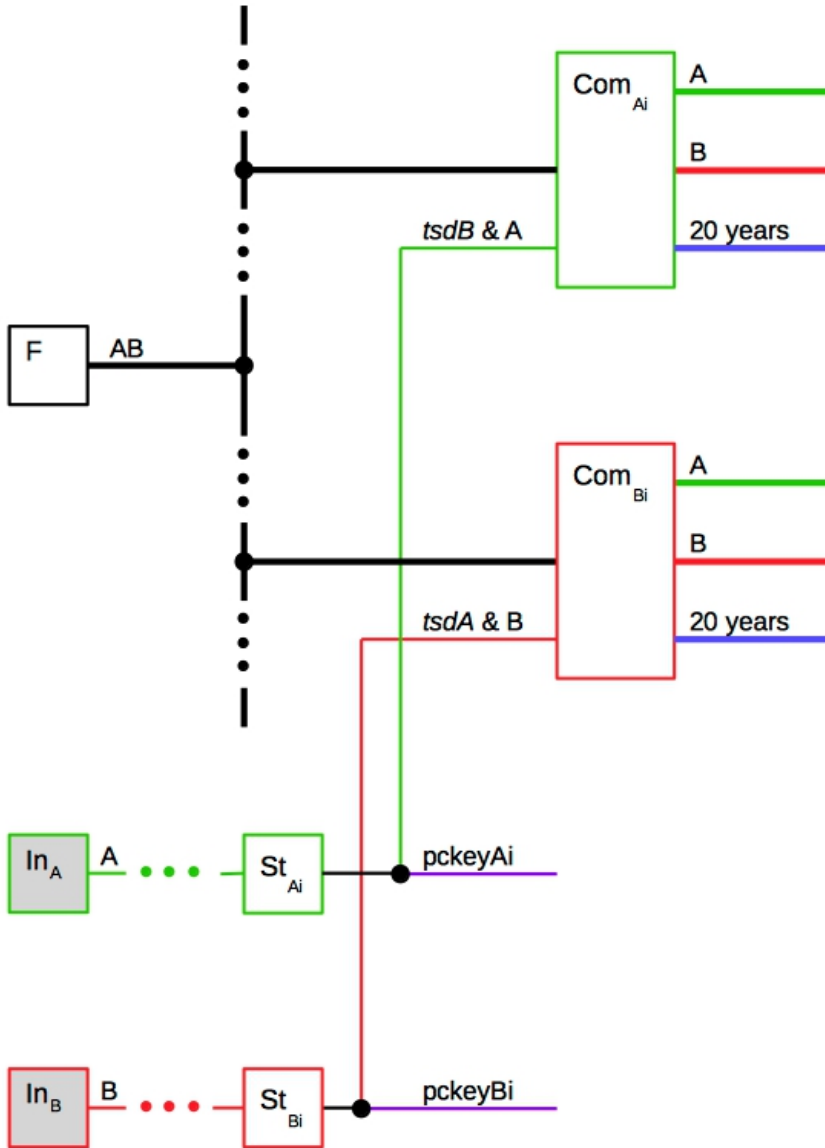 Com Ai
A
B
tsdB & A
20 years
F
AB
Com Bi
A
B
tsdA & B
20 years
In A
A
St Ai
pckeyAi
In B
B
St Bi
pckeyBi